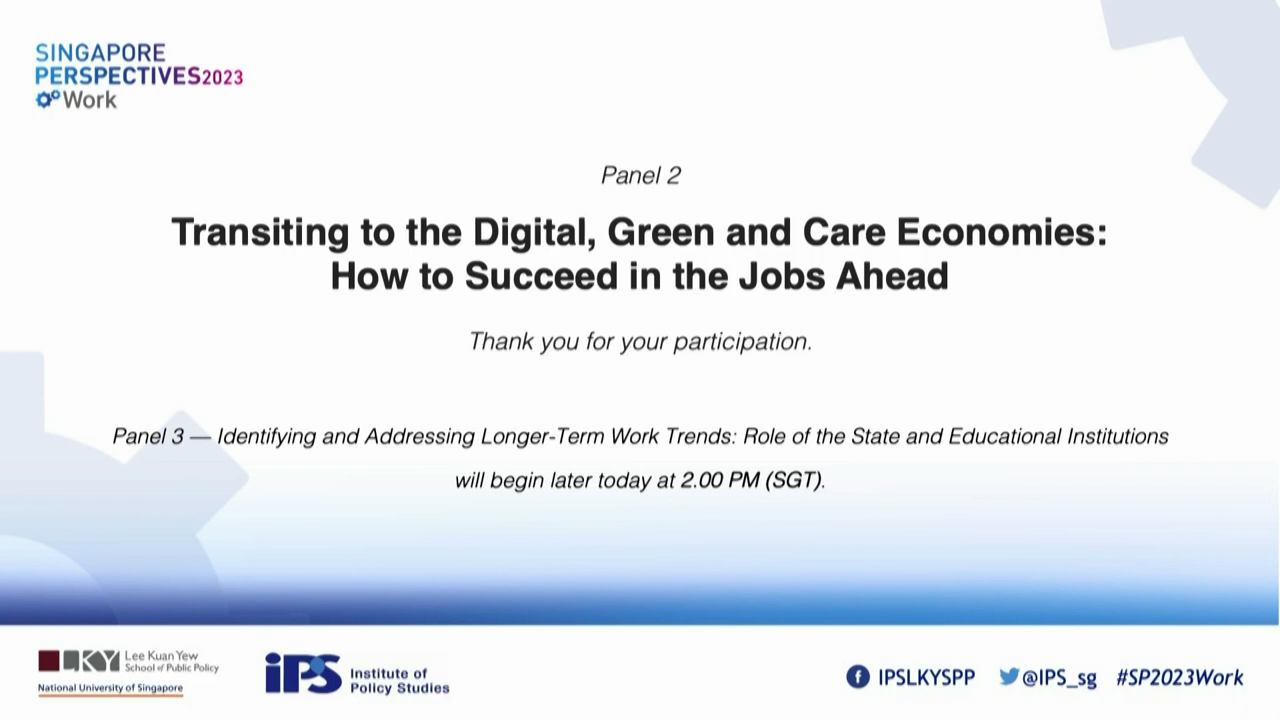 SINGAPORE
PERSPECTIVES2023
Work
Panel 2
Transiting to the Digital, Green and Care Economies:
How to Succeed in the Jobs Ahead
Thank you for your participation.
Panel 3 — Identifying and Addressing Longer-Term Work Trends: Role of the State and Educational Institutions
will begin later today at 2.00 PM (SGT).
LKY Lee Kuan Yew
School of Public Policy
National University of Singapore
iPS Institute of
Policy Studies
IPSLKYSPP @IPS_sg #SP2023Work